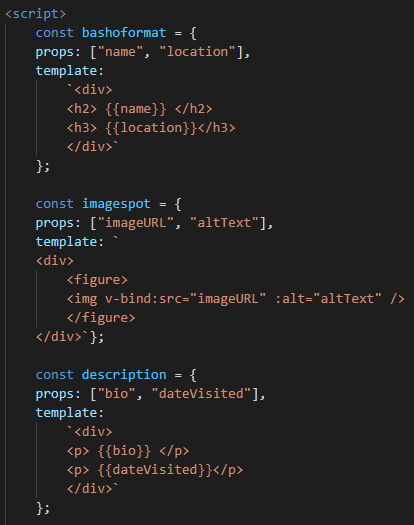 <script>
const bashoformat = {
props: ["name", "location"],
template:
`<div>
<h2> {{name}} </h2>
<h3> {{location}}</h3>
</div>`
};
const imagespot = {
props: ["imageURL", "altText"],
template: `
<div>
<figure>
<img v-bind:src="imageURL" :alt="altText" />
</figure>
</div>`};
const description = {
props: ["bio", "dateVisited"],
template:
`<div>
<p> {{bio}} </p>
<p> {{dateVisited}}</p>
</div>`
};